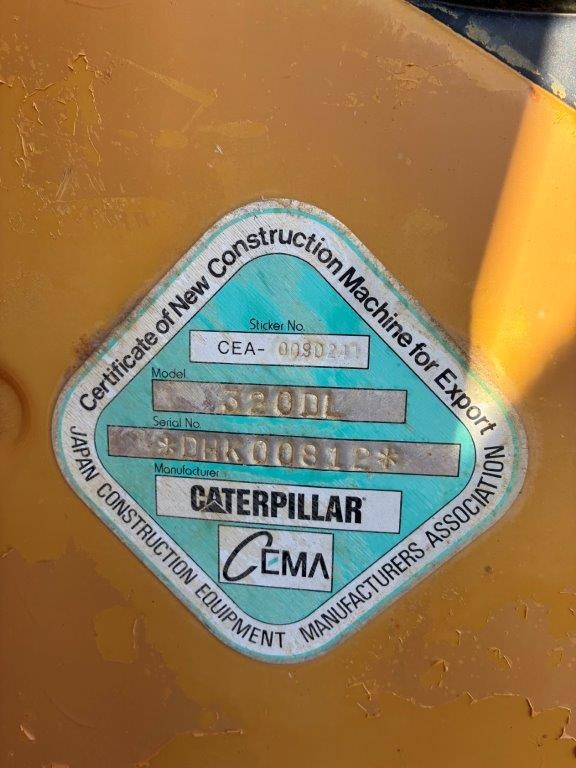 Certificate of New Construction Machine for Export
Sticker No.
CEA-
Model
320DL
Serial No.
*DHK00812*
Manufacturer
CATERPILLAR
CEMA
JAPAN CONSTRUCTION EQUIPMENT MANUFACTURERS ASSOCIATION